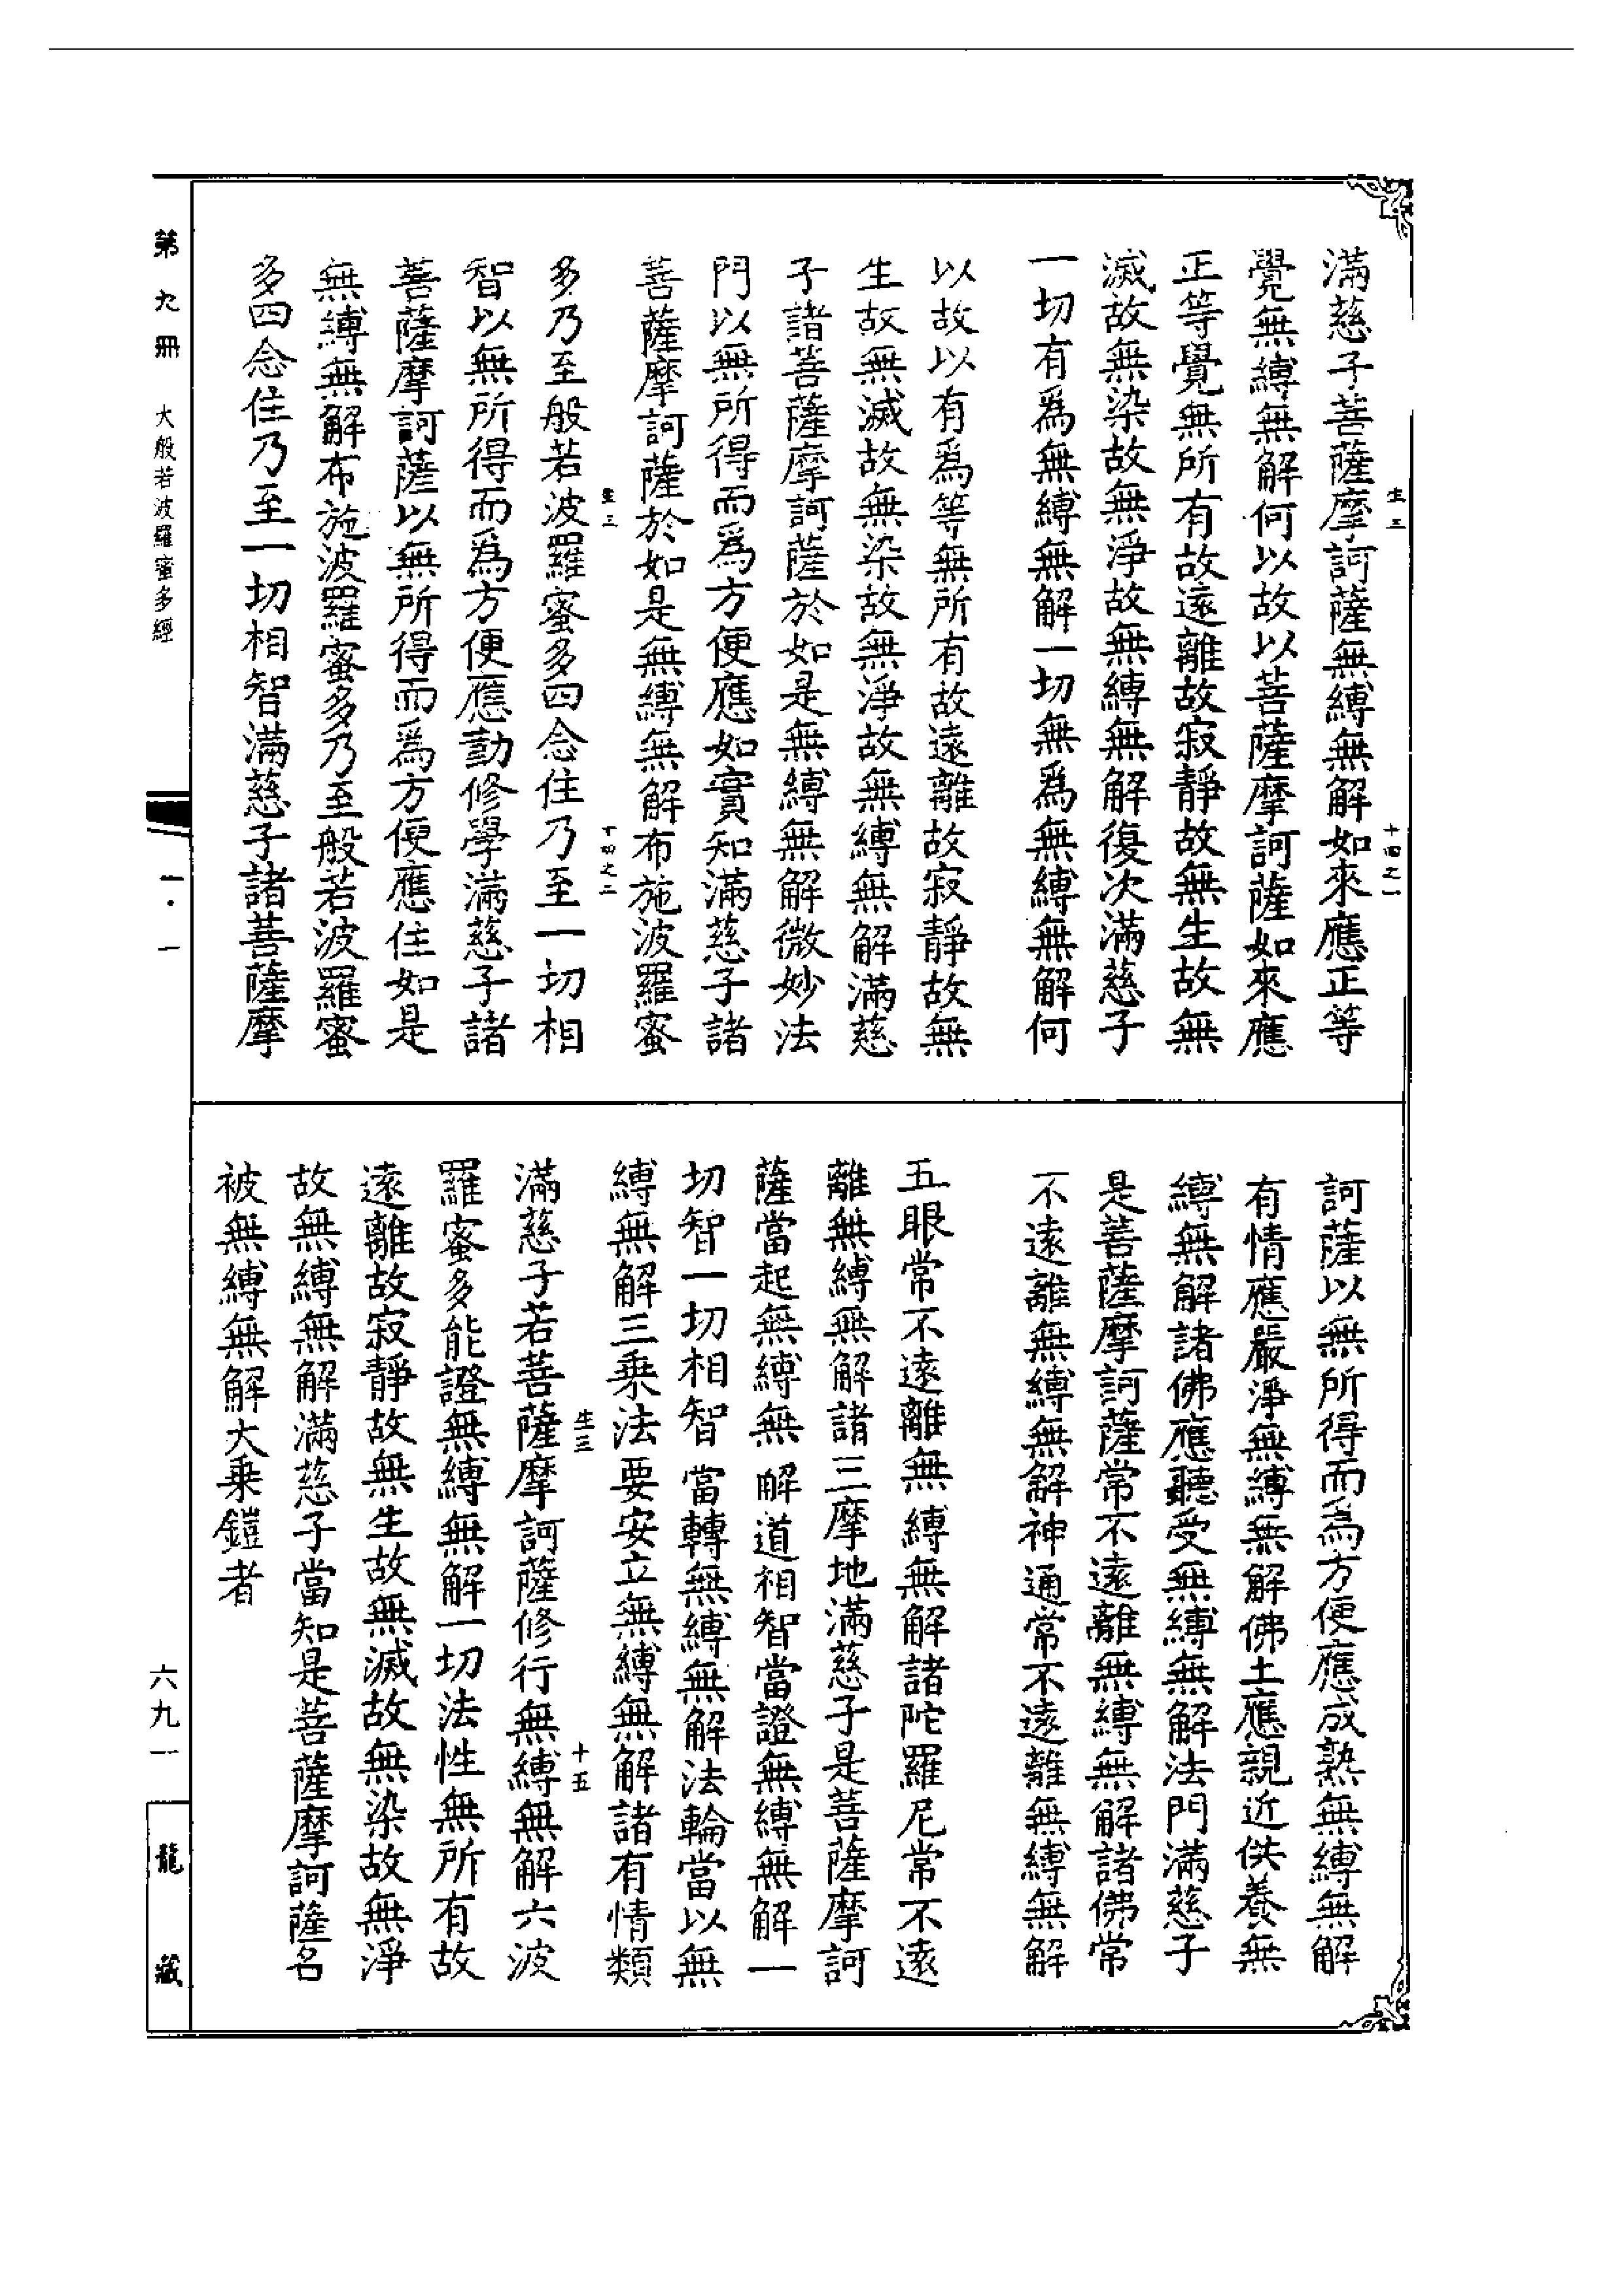 滿慈子菩薩摩訶薩無縛無解如來應正等
覺無縛無解何以故以菩薩摩訶薩如來應
正等覺無所有故遠離故寂靜故無生故無
滅故無染故無淨故無縛無解復次滿慈子
一切有爲無縛無解一切無爲無縛無解何
以故以有爲等無所有故遠離故寂靜故無
生故無滅故無染故無淨故無縛無解滿慈
子諸菩薩摩訶薩於如是無縛無解微妙法
門以無所得而爲方便應如實知滿慈子諸
菩薩摩訶薩於如是無縛無解布施波羅蜜
多乃至般若波羅蜜多四念住乃至一切相
智以無所得而爲方便應勤修學滿慈子諸
菩薩摩訶薩以無所得而爲方便應住如是
無縛無解布施波羅蜜多乃至般若波羅蜜
多四念住乃至一切相智滿慈子諸菩薩摩
訶薩以無所得而爲方便應成熟無縛無解
有情應嚴淨無縛無解佛土應親近供養無
縛無解諸佛應聽受無縛無解法門滿慈子
是菩薩摩訶薩常不遠離無縛無解諸佛常
不遠離無縛無解神通常不遠離無縛無解
五眼常不遠離無縛無解諸陀羅尼常不遠
離無縛無解諸三摩地滿慈子是菩薩摩訶
薩當起無縛無解道相智當證無縛無解一
切智一切相智當轉無縛無解法輪當以無
縛無解三乘法要安立無縛無解諸有情類
滿慈子若菩薩摩訶薩修行無縛無解六波
羅蜜多能證無縛無解一切法性無所有故
遠離故寂靜故無生故無滅故無染故無淨
故無縛無解滿慈子當知是菩薩摩訶薩名
被無縛無解大乘鎧者
生三
十四之一
生三
十四之二
生三
十五
第九冊
大般若波羅蜜多經
一·一
六九一
龍藏